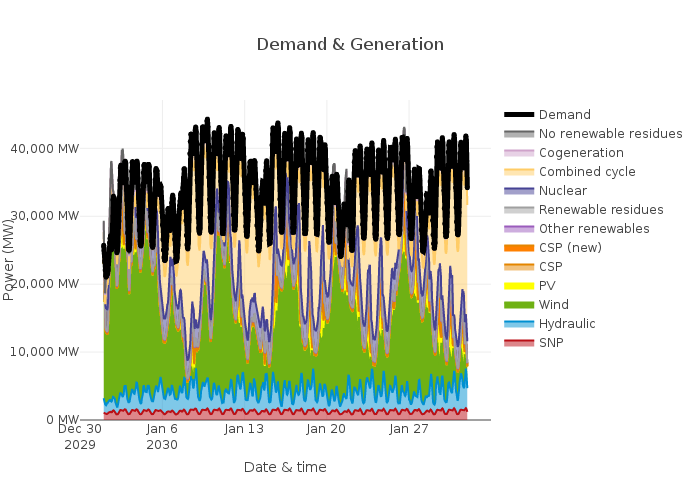 Demand & Generation
Power (MW)
40,000 MW
30,000 MW
20,000 MW
10,000 MW
0 MW
Dec 30
2029
Jan 6
2030
Jan 13
Jan 20
Jan 27
Date & time
Demand
No renewable residues
Cogeneration
Combined cycle
Nuclear
Renewable residues
Other renewables
CSP (new)
CSP
PV
Wind
Hydraulic
SNP